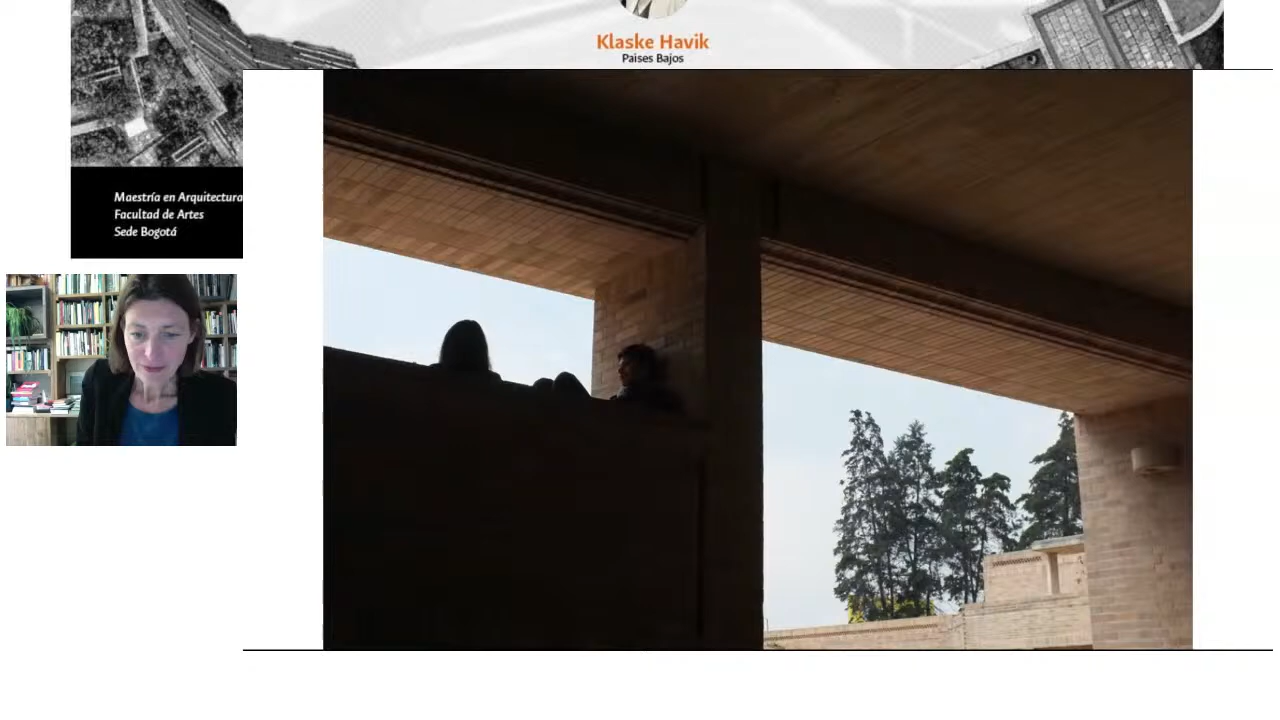 Klaske Havik
Paises Bajos
Maestría en Arquitectura
Facultad de Artes
Sede Bogotá